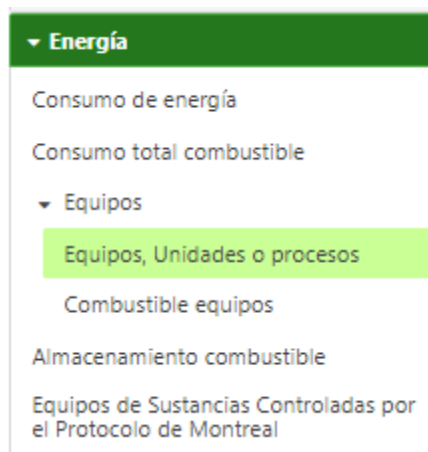 Energía
Consumo de energía
Consumo total combustible
Equipos
Equipos, Unidades o procesos
Combustible equipos
Almacenamiento combustible
Equipos de Sustancias Controladas por
el Protocolo de Montreal